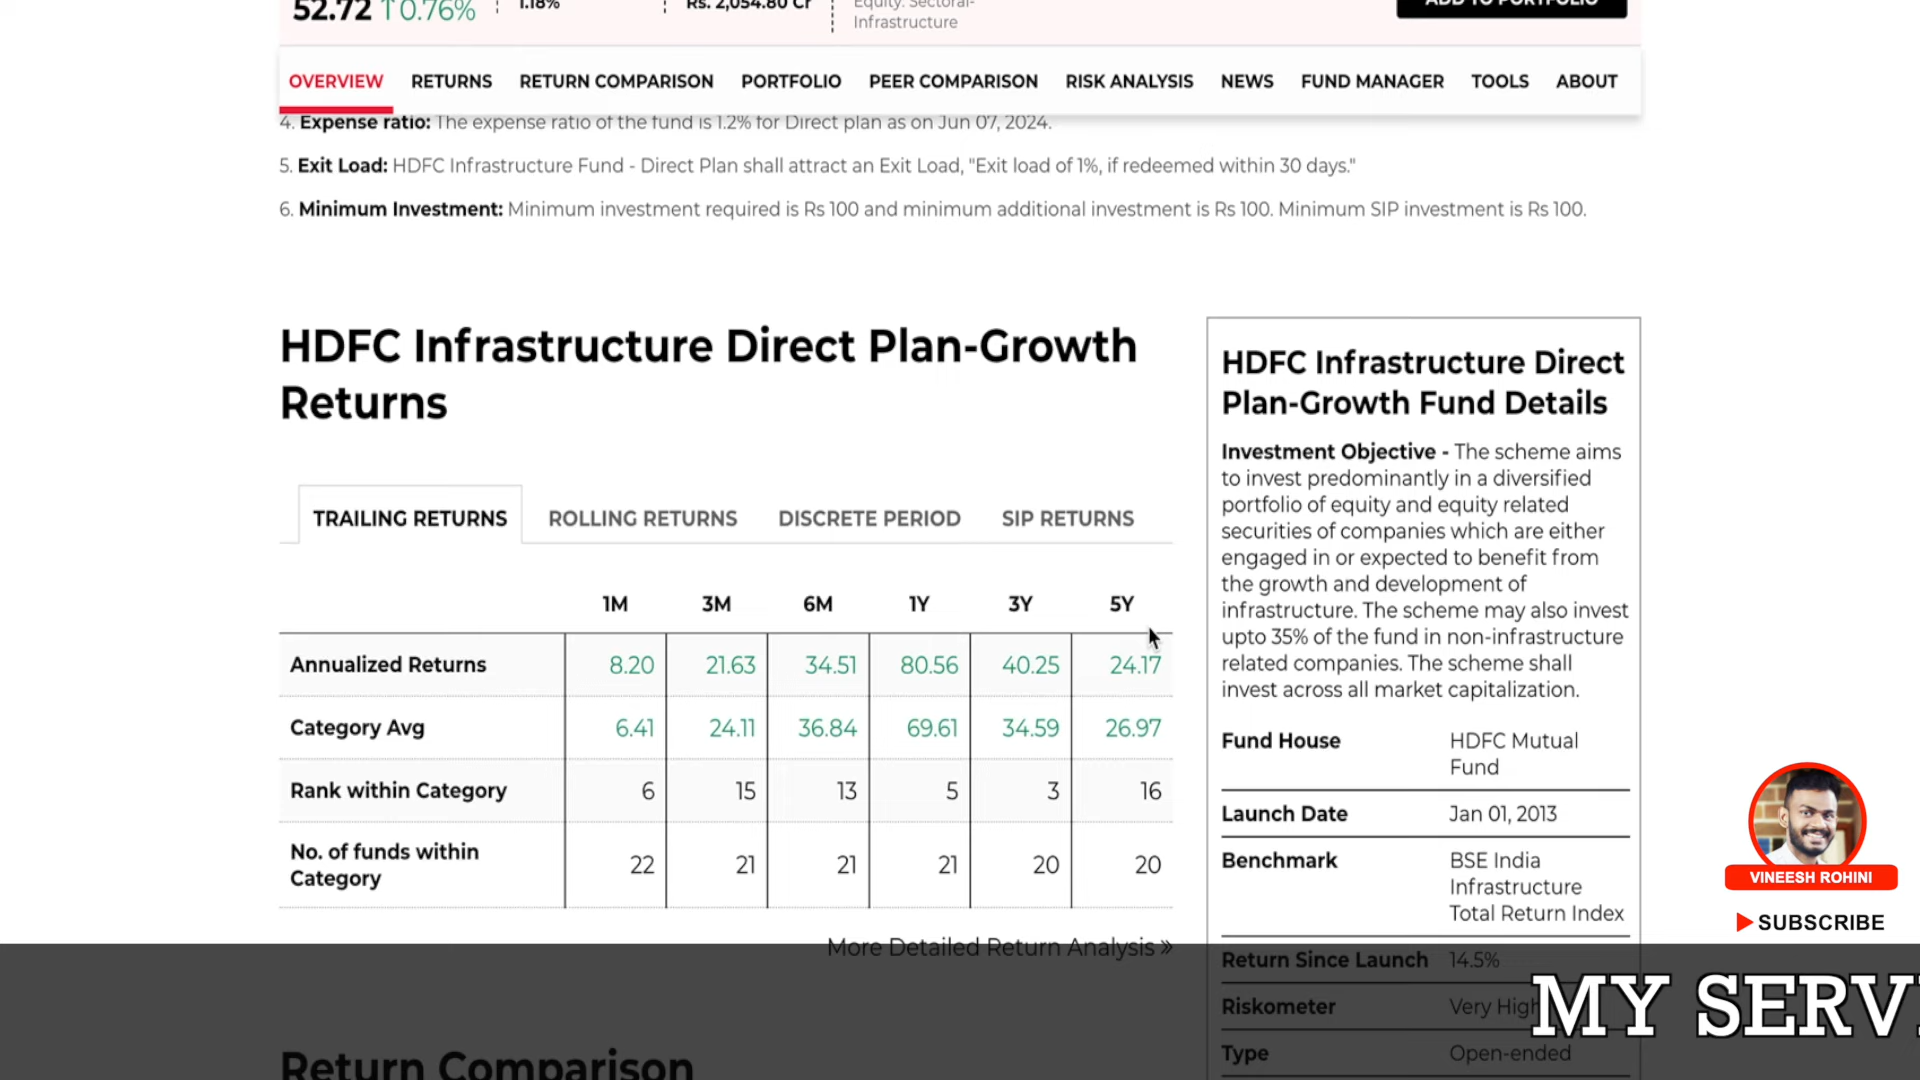 52.72 ↑0.76%
1.18%
Rs. 2,054.80 Cr
Equity: Sectoral-
Infrastructure
ADD TO PORTFOLIO
OVERVIEW RETURNS RETURN COMPARISON PORTFOLIO PEER COMPARISON RISK ANALYSIS NEWS FUND MANAGER TOOLS ABOUT
4. Expense ratio: The expense ratio of the fund is 1.2% for Direct plan as on Jun 07, 2024.
5. Exit Load: HDFC Infrastructure Fund - Direct Plan shall attract an Exit Load, "Exit load of 1%, if redeemed within 30 days."
6. Minimum Investment: Minimum investment required is Rs 100 and minimum additional investment is Rs 100. Minimum SIP investment is Rs 100.
HDFC Infrastructure Direct Plan-Growth
Returns
TRAILING RETURNS ROLLING RETURNS DISCRETE PERIOD SIP RETURNS
1M 3M 6M 1Y 3Y 5Y
Annualized Returns 8.20 21.63 34.51 80.56 40.25 24.17
Category Avg 6.41 24.11 36.84 69.61 34.59 26.97
Rank within Category 6 15 13 5 3 16
No. of funds within
Category 22 21 21 21 20 20
More Detailed Return Analysis »
Return Comparison
HDFC Infrastructure Direct
Plan-Growth Fund Details
Investment Objective - The scheme aims
to invest predominantly in a diversified
portfolio of equity and equity related
securities of companies which are either
engaged in or expected to benefit from
the growth and development of
infrastructure. The scheme may also invest
upto 35% of the fund in non-infrastructure
related companies. The scheme shall
invest across all market capitalization.
Fund House HDFC Mutual
Fund
Launch Date Jan 01, 2013
Benchmark BSE India
Infrastructure
Total Return Index
Return Since Launch 14.5%
Riskometer Very High
Type Open-ended
VINEESH ROHINI
SUBSCRIBE
MY SERVI